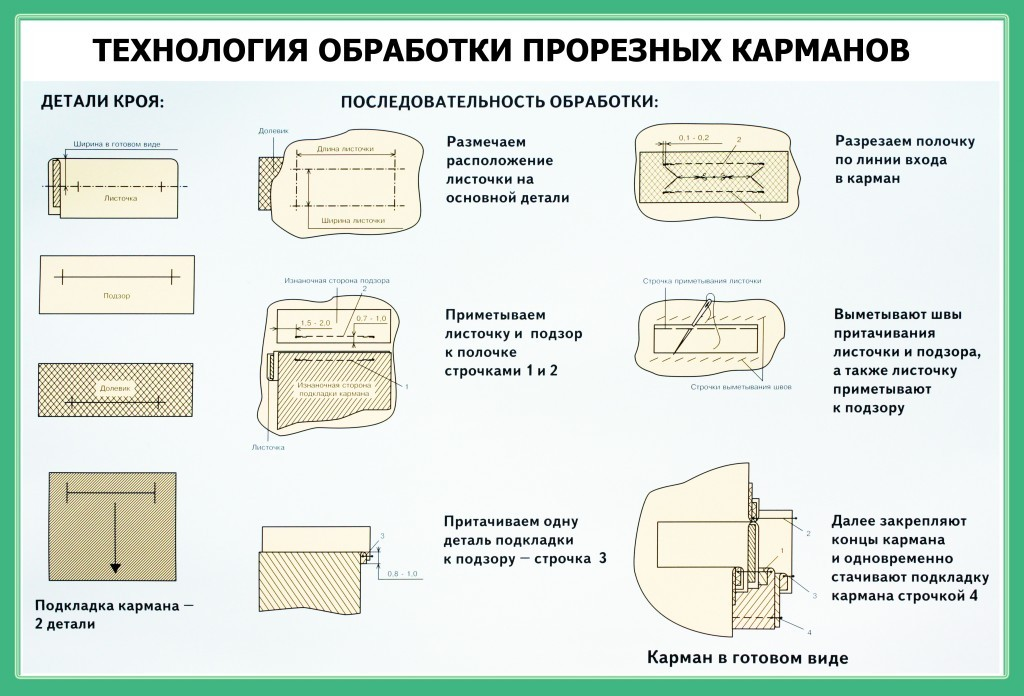 ТЕХНОЛОГИЯ ОБРАБОТКИ ПРОРЕЗНЫХ КАРМАНОВ
ДЕТАЛИ КРОЯ:
Ширина в готовом виде
Листочка
Подзор
Долевик
Подкладка кармана –
2 детали
ПОСЛЕДОВАТЕЛЬНОСТЬ ОБРАБОТКИ:
Долевик
Длина листочки
Ширина листочки
Размечаем
расположение
листочки на
основной детали
Изнаночная сторона подзора
2
1,5 - 2,0
0,7 - 1,0
Изнаночная сторона
подкладки кармана
1
Листочка
Приметываем
листочку и подзор
к полочке
строчками 1 и 2
3
0,8 - 1,0
Притачиваем одну
деталь подкладки
к подзору – строчка 3
0,1 - 0,2
2
1
Разрезаем полочку
по линии входа
в карман
Строчка приметывания листочки
Строчки выметывания швов
Выметывают швы
притачивания
листочки и подзора,
а также листочку
приметывают
к подзору
2
1
3
4
Далее закрепляют
концы кармана
и одновременно
стачивают подкладку
кармана строчкой 4
Карман в готовом виде